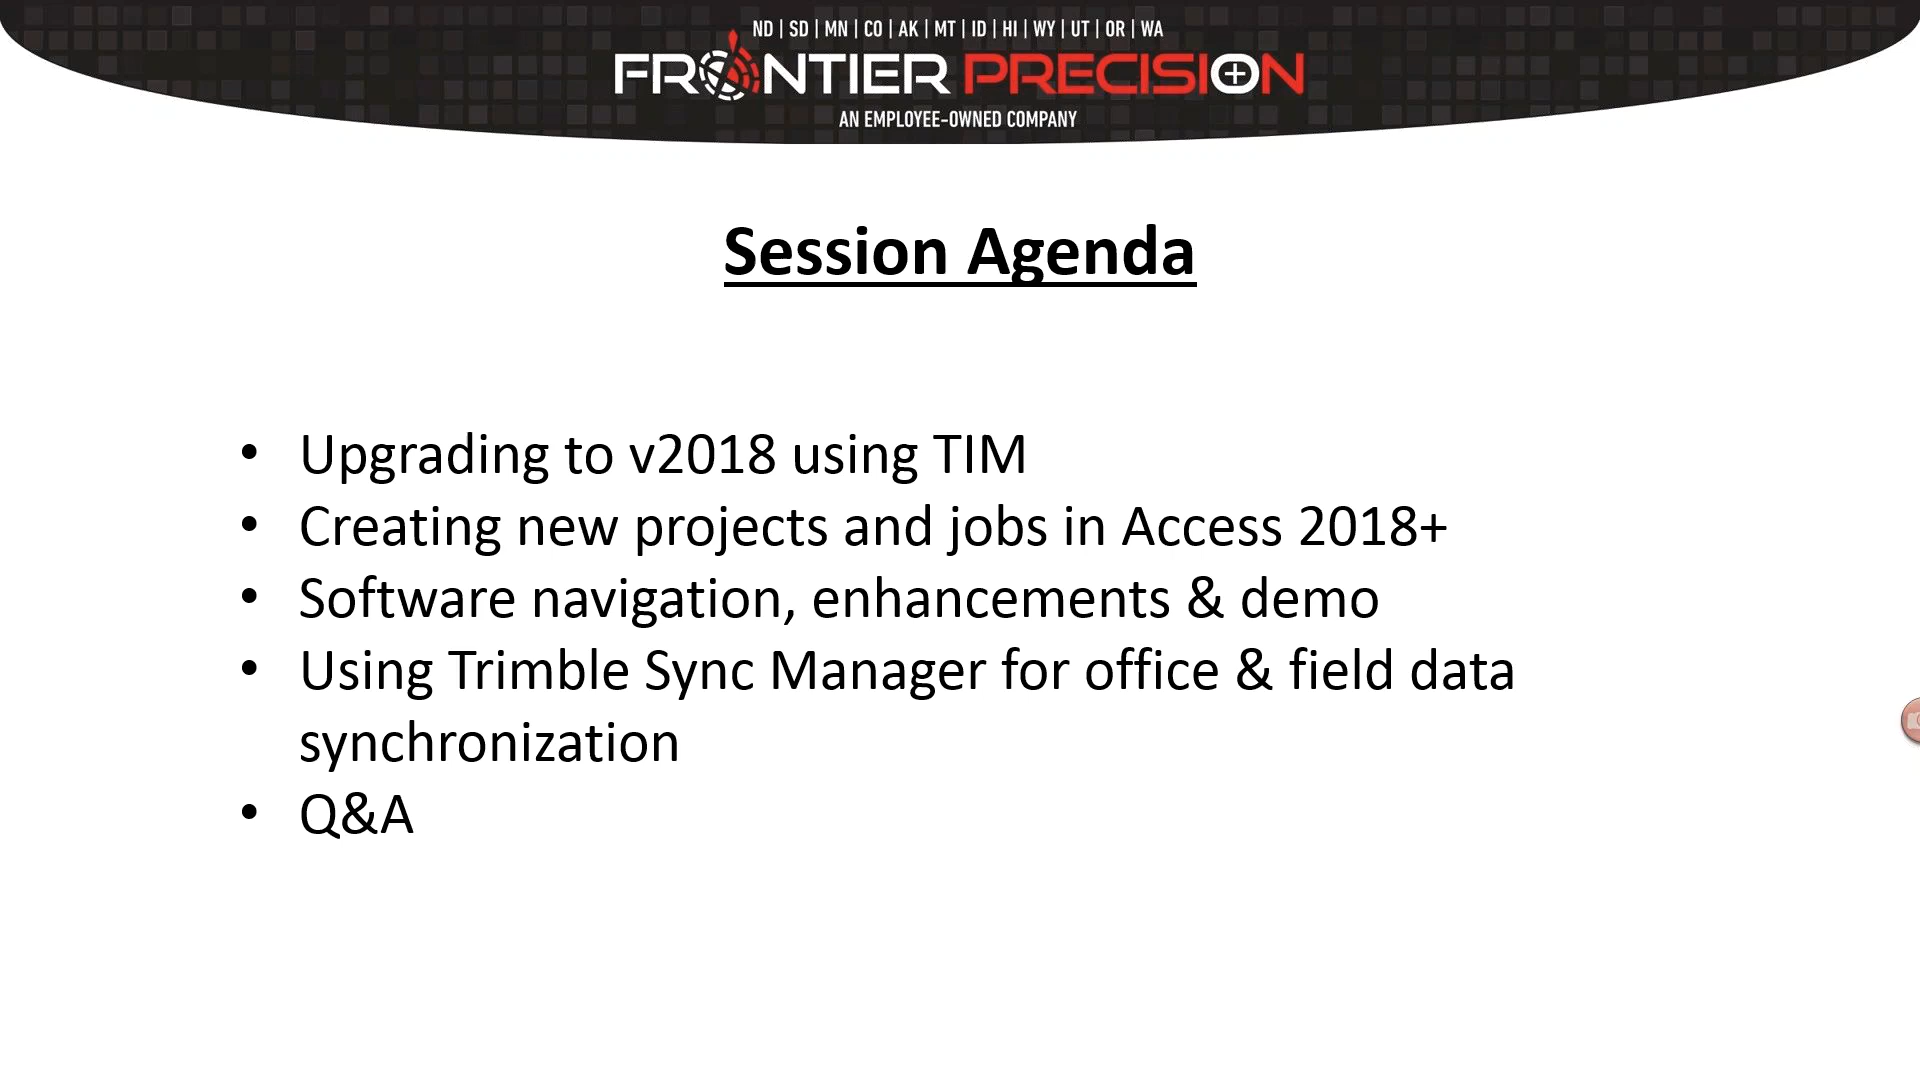 ND | SD | MN | CO | AK | MT | ID | HI | WY | UT | OR | WA
FRONTIER PRECISION
AN EMPLOYEE-OWNED COMPANY
Session Agenda
• Upgrading to v2018 using TIM
• Creating new projects and jobs in Access 2018+
• Software navigation, enhancements & demo
• Using Trimble Sync Manager for office & field data
synchronization
• Q&A